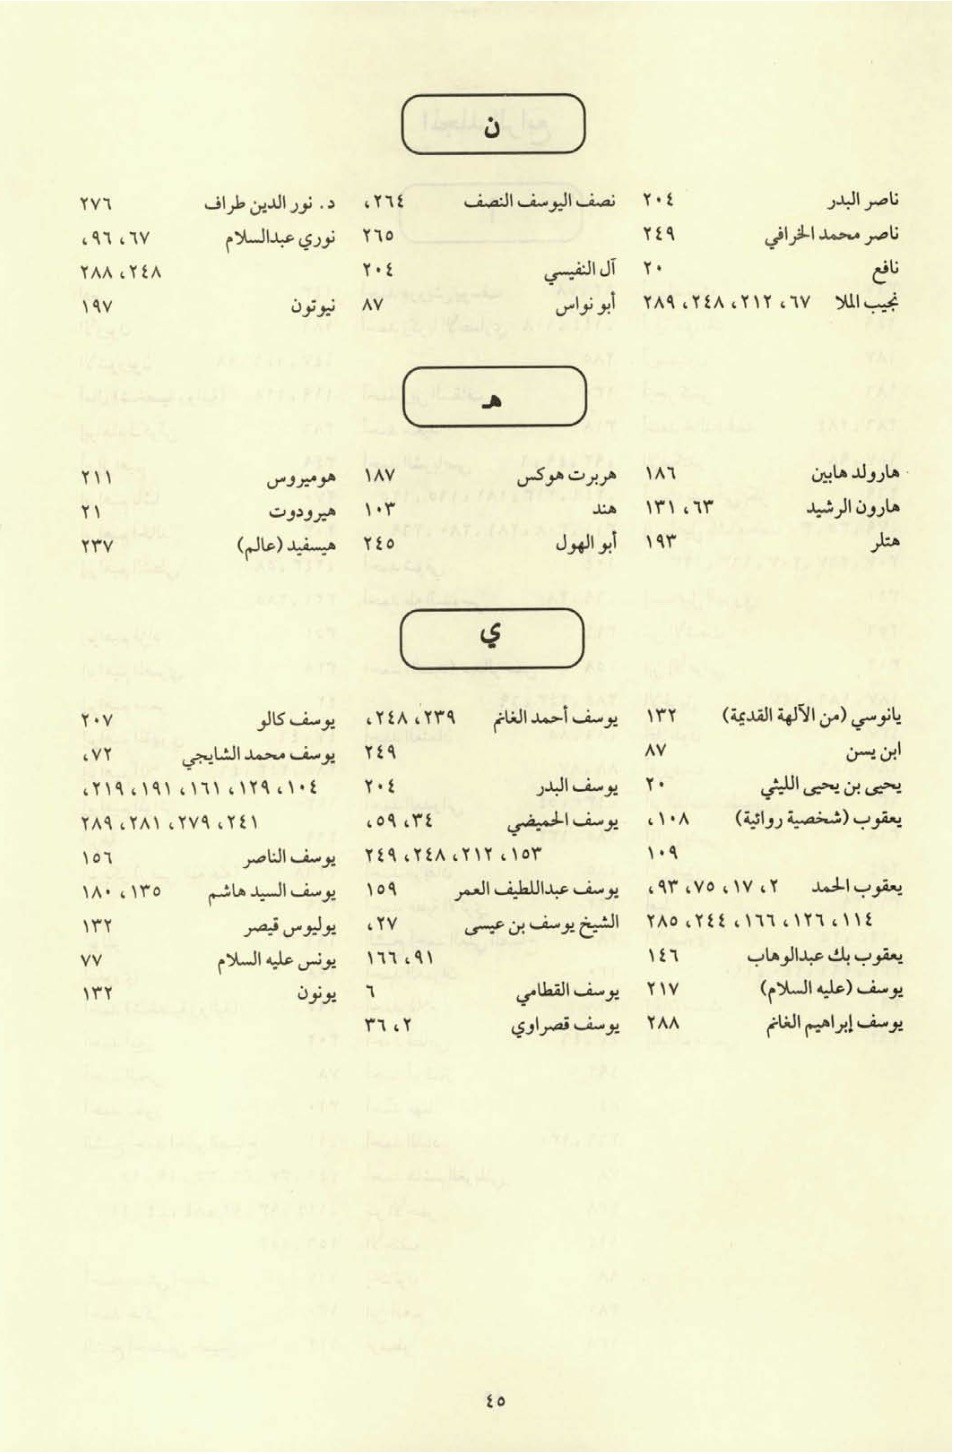 ن
ناصر البدر ٢٠٤
ناصر محمد الخرافي ٢٤٩
نافع ٢٠
نجيب الملا ٦٧، ٢١٢، ٢٤٨، ٢٨٩
نصف اليوسف النصف ٢٦٤،
٢٦٥
آل النفيسي ٢٠٤
أبو نواس ٨٧
د. نور الدين طراف ٢٧٦
نوري عبدالسلام ٦٧، ٩٦،
٢٤٨، ٢٨٨
نيوتون ١٩٧
هـ
هارولد هابين ١٨٦
هارون الرشيد ٦٣، ١٣١
هتلر ١٩٣
هربرت هوكس ١٨٧
هند ١٠٣
أبو الهول ٢٤٥
هوميروس ٢١١
هيرودوت ٢١
هيسفيد (عالم) ٢٣٧
ي
يانوسي (من الآلهة القديمة) ١٣٢
ابن يسن ٨٧
يحيى بن يحيى الليثي ٢٠
يعقوب (شخصية روائية) ١٠٨،
١٠٩
يعقوب الحمد ٢، ١٧، ٧٥، ٩٣،
١١٤، ١٢٦، ١٦٦، ٢٤٤، ٢٨٥
يعقوب بك عبدالوهاب ١٤٦
يوسف (عليه السلام) ٢١٧
يوسف إبراهيم الغانم ٢٨٨
يوسف أحمد الغانم ٢٣٩، ٢٤٨،
٢٤٩
يوسف البدر ٢٠٤
يوسف الحميضي ٣٤، ٥٩،
١٥٣، ٢١٢، ٢٤٨، ٢٤٩
يوسف عبداللطيف العمر ١٥٩
الشيخ يوسف بن عيسى ٢٧،
٩١، ١٦٦
يوسف القطامي ٦
يوسف قصراوي ٢، ٣٦
يوسف كالو ٢٠٧
يوسف محمد الشايجي ٧٢،
١٠٤، ١٢٩، ١٦١، ١٩١، ٢١٩،
٢٤١، ٢٧٩، ٢٨١، ٢٨٩
يوسف الناصر ١٥٦
يوسف السيد هاشم ١٣٥، ١٨٠
يوليوس قيصر ١٣٢
يونس عليه السلام ٧٧
يونون ١٣٢
٤٥